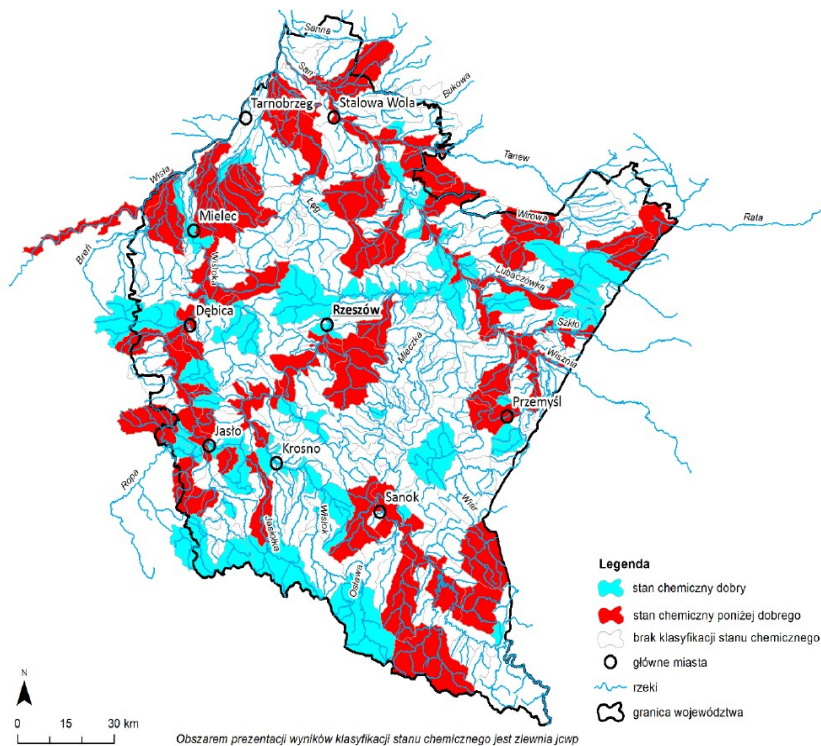 Sanna
San
Bukowa
Tarnobrzeg
Stalowa Wola
Tanew
Wisła
Łęg
Mielec
Wirowa
Rata
Breń
Wisłoka
Lubaczówka
Dębica
Rzeszów
Szkło
Mleczka
Wisznia
Przemyśl
Jasło
Krosno
Ropa
Sanok
Wiar
Jasiołka
Wisłok
Osława
Legenda
stan chemiczny dobry
stan chemiczny poniżej dobrego
brak klasyfikacji stanu chemicznego
główne miasta
rzeki
granica województwa
N
0 15 30 km
Obszarem prezentacji wyników klasyfikacji stanu chemicznego jest zlewnia jcwp